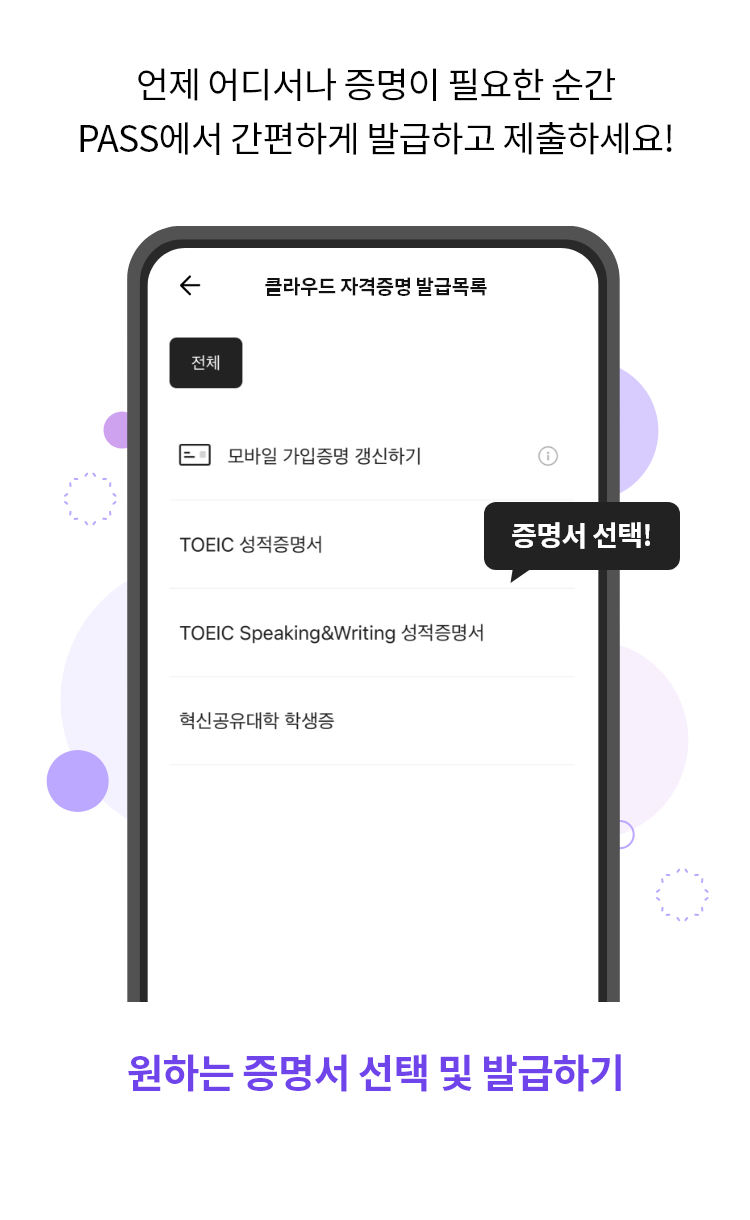 언제 어디서나 증명이 필요한 순간
PASS에서 간편하게 발급하고 제출하세요!
클라우드 자격증명 발급목록
전체
모바일 가입증명 갱신하기
TOEIC 성적증명서
증명서 선택!
TOEIC Speaking&Writing 성적증명서
혁신공유대학 학생증
원하는 증명서 선택 및 발급하기